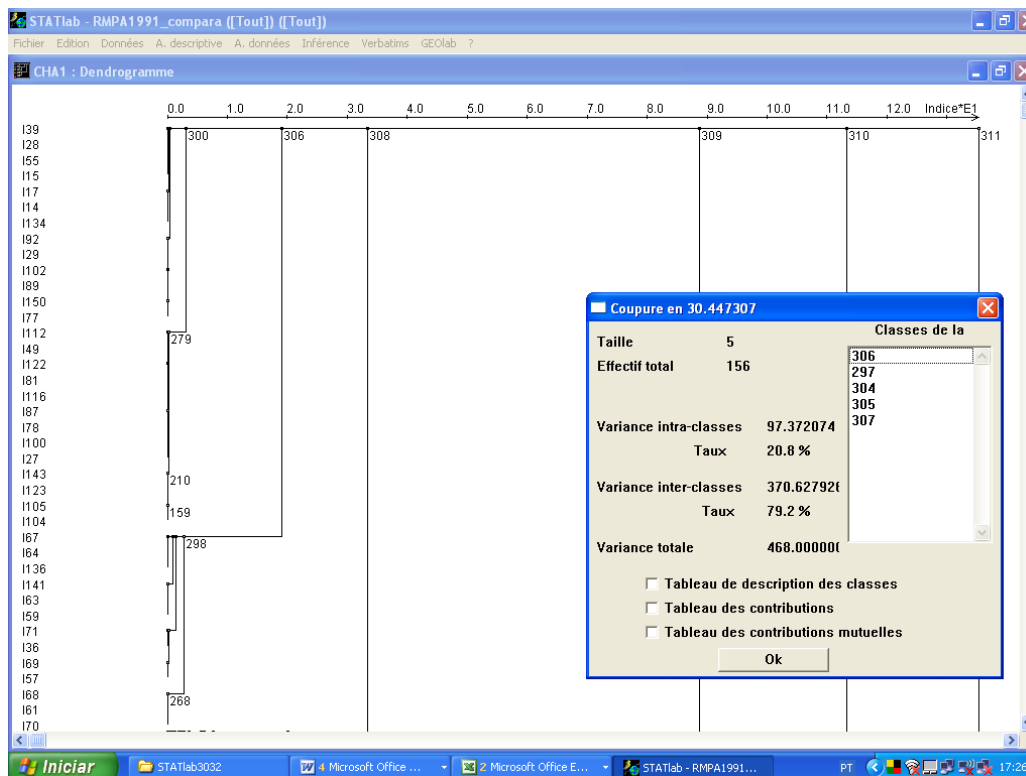 STATlab - RMPA1991_compara ([Tout]) ([Tout])
Fichier Edition Données A. descriptive A. données Inférence Verbatims GEOlab ?
CHA1 : Dendrogramme
0.0 1.0 2.0 3.0 4.0 5.0 6.0 7.0 8.0 9.0 10.0 11.0 12.0 Indice*E1
300 306 308 309 310 311
I39
I28
I55
I15
I17
I14
I134
I92
I29
I102
I89
I150
I77
I112
279
I49
I122
I81
I116
I87
I78
I100
I27
I143
210
I123
I105
159
I104
I67
298
I64
I136
I141
I63
I59
I71
I36
I69
I57
I68
268
I61
I70
Coupure en 30.447307
Taille 5
Effectif total 156
Variance intra-classes 97.372074
Taux 20.8 %
Variance inter-classes 370.627926
Taux 79.2 %
Variance totale 468.000000
Classes de la
306
297
304
305
307
Tableau de description des classes
Tableau des contributions
Tableau des contributions mutuelles
Ok
Iniciar
STATlab3032
4 Microsoft Office ...
2 Microsoft Office E...
STATlab - RMPA1991...
PT
17:26